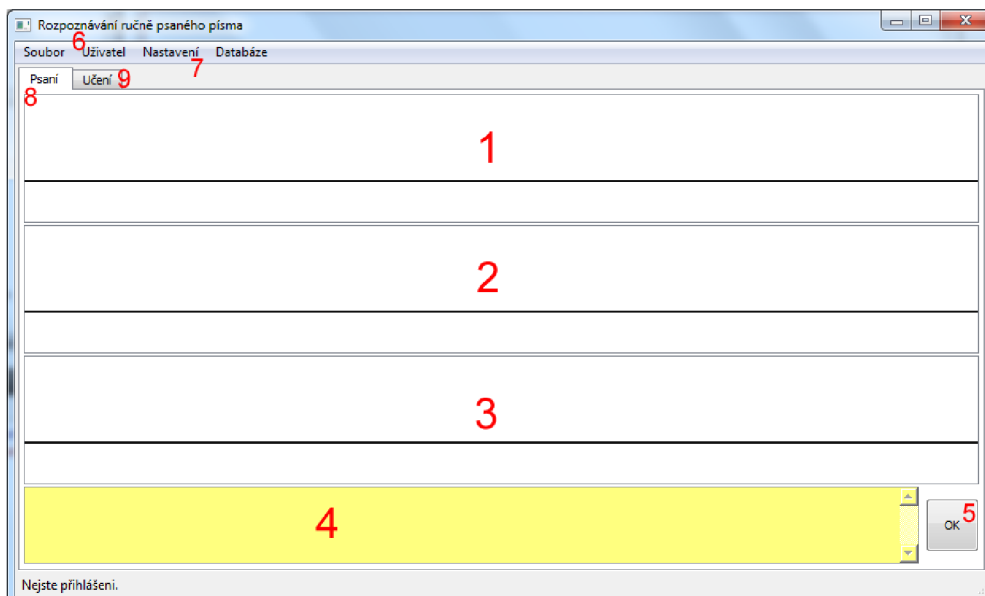 Rozpoznávání ručně psaného písma
6
Soubor Uživatel Nastavení Databáze
7
Psaní Učení 9
8
1
2
3
4
OK 5
Nejste přihlášeni.